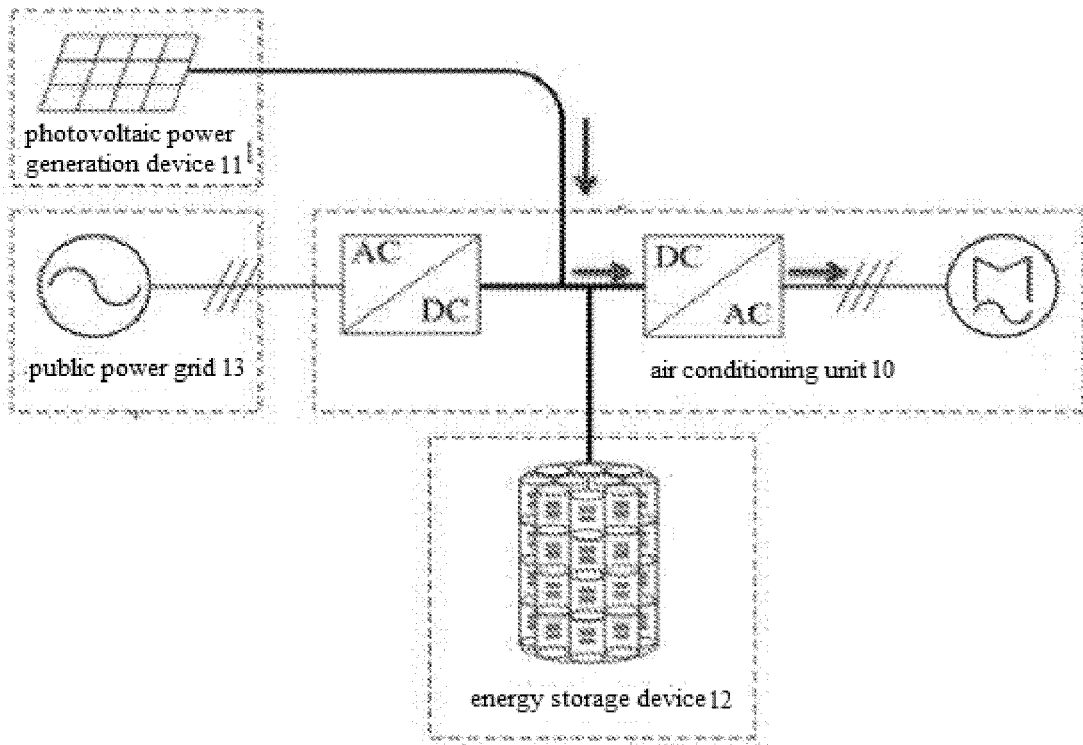 photovoltaic power
generation device 11
AC
DC
DC
AC
public power grid 13
air conditioning unit 10
energy storage device 12